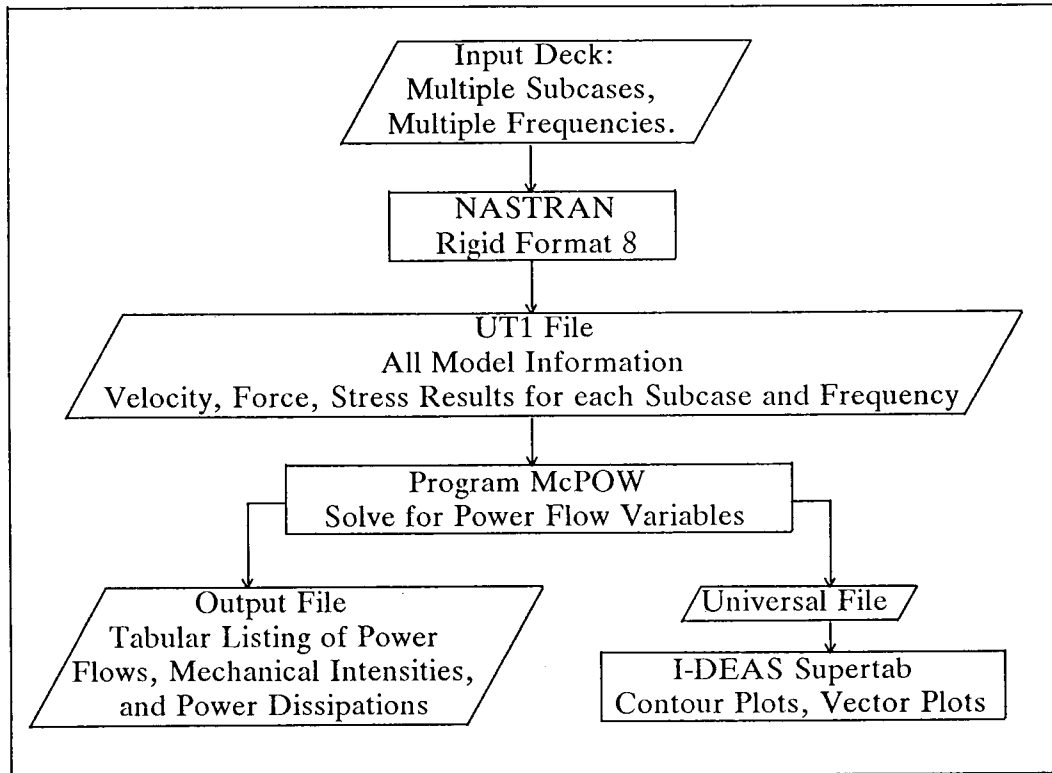 Input Deck:
Multiple Subcases,
Multiple Frequencies.
NASTRAN
Rigid Format 8
UT1 File
All Model Information
Velocity, Force, Stress Results for each Subcase and Frequency
Program McPOW
Solve for Power Flow Variables
Output File
Tabular Listing of Power
Flows, Mechanical Intensities,
and Power Dissipations
Universal File
I-DEAS Supertab
Contour Plots, Vector Plots